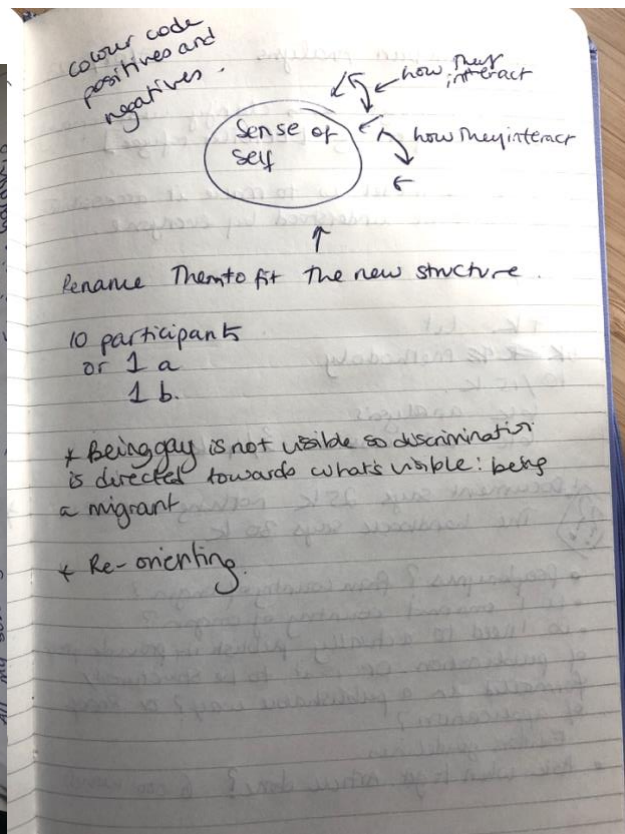 colour code
positives and
negatives.
how they
interact
Sense of
self
how they interact
Rename them to fit the new structure.
10 participants
or 1 a
1 b.
* Being gay is not visible so discrimination
is directed towards what's visible: being
a migrant
* Re-orienting.